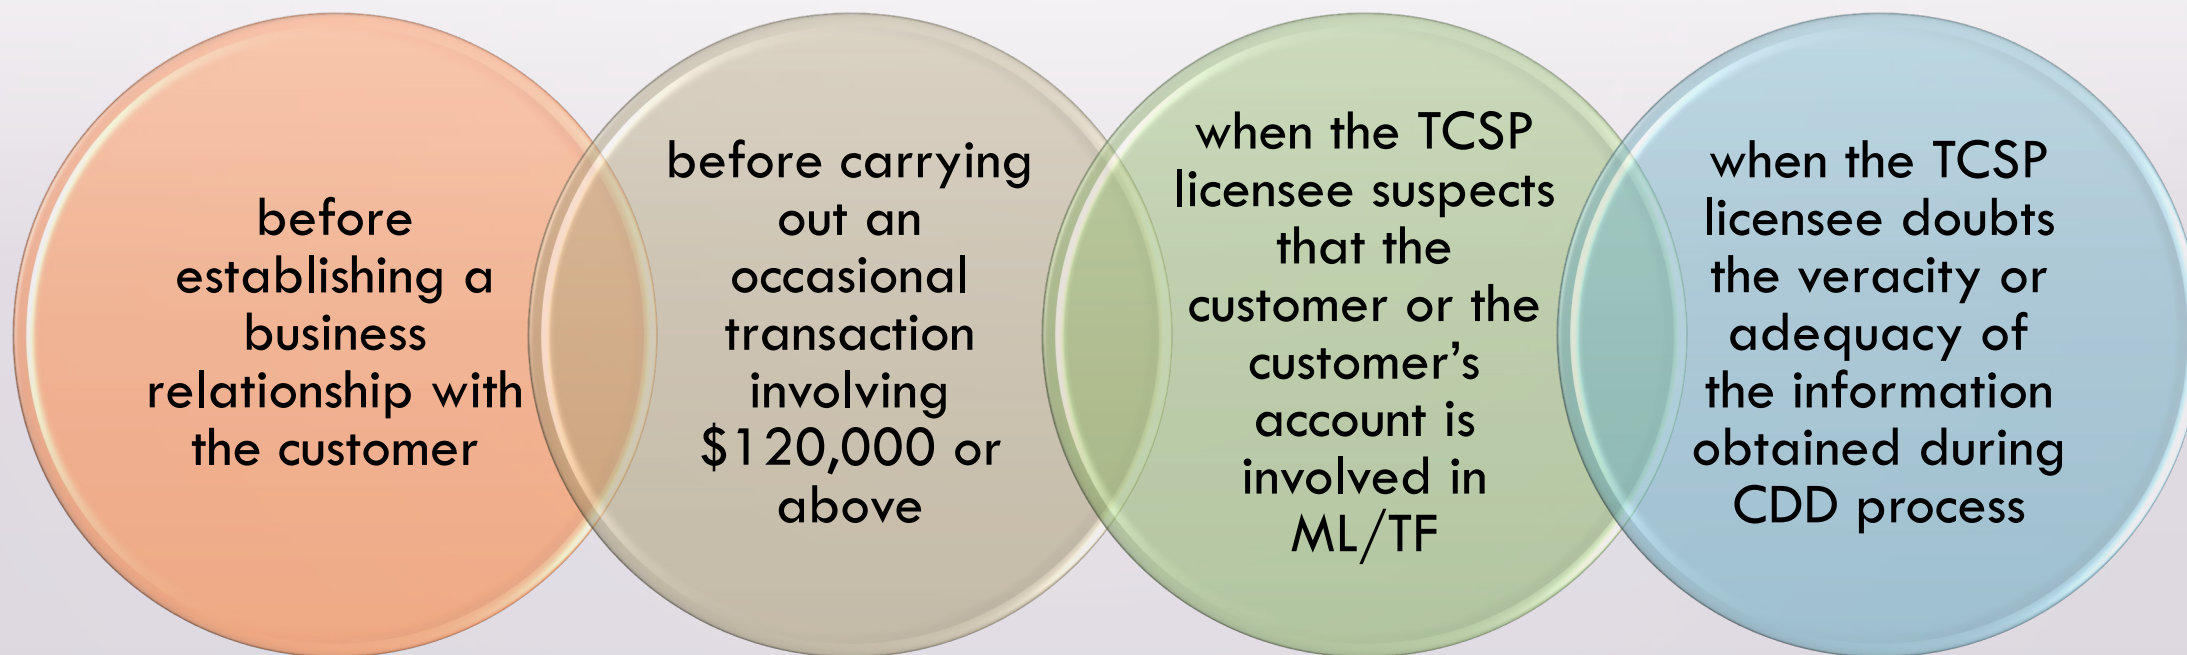 before
establishing a
business
relationship with
the customer
before carrying
out an
occasional
transaction
involving
$120,000 or
above
when the TCSP
licensee suspects
that the
customer or the
customer’s
account is
involved in
ML/TF
when the TCSP
licensee doubts
the veracity or
adequacy of
the information
obtained during
CDD process